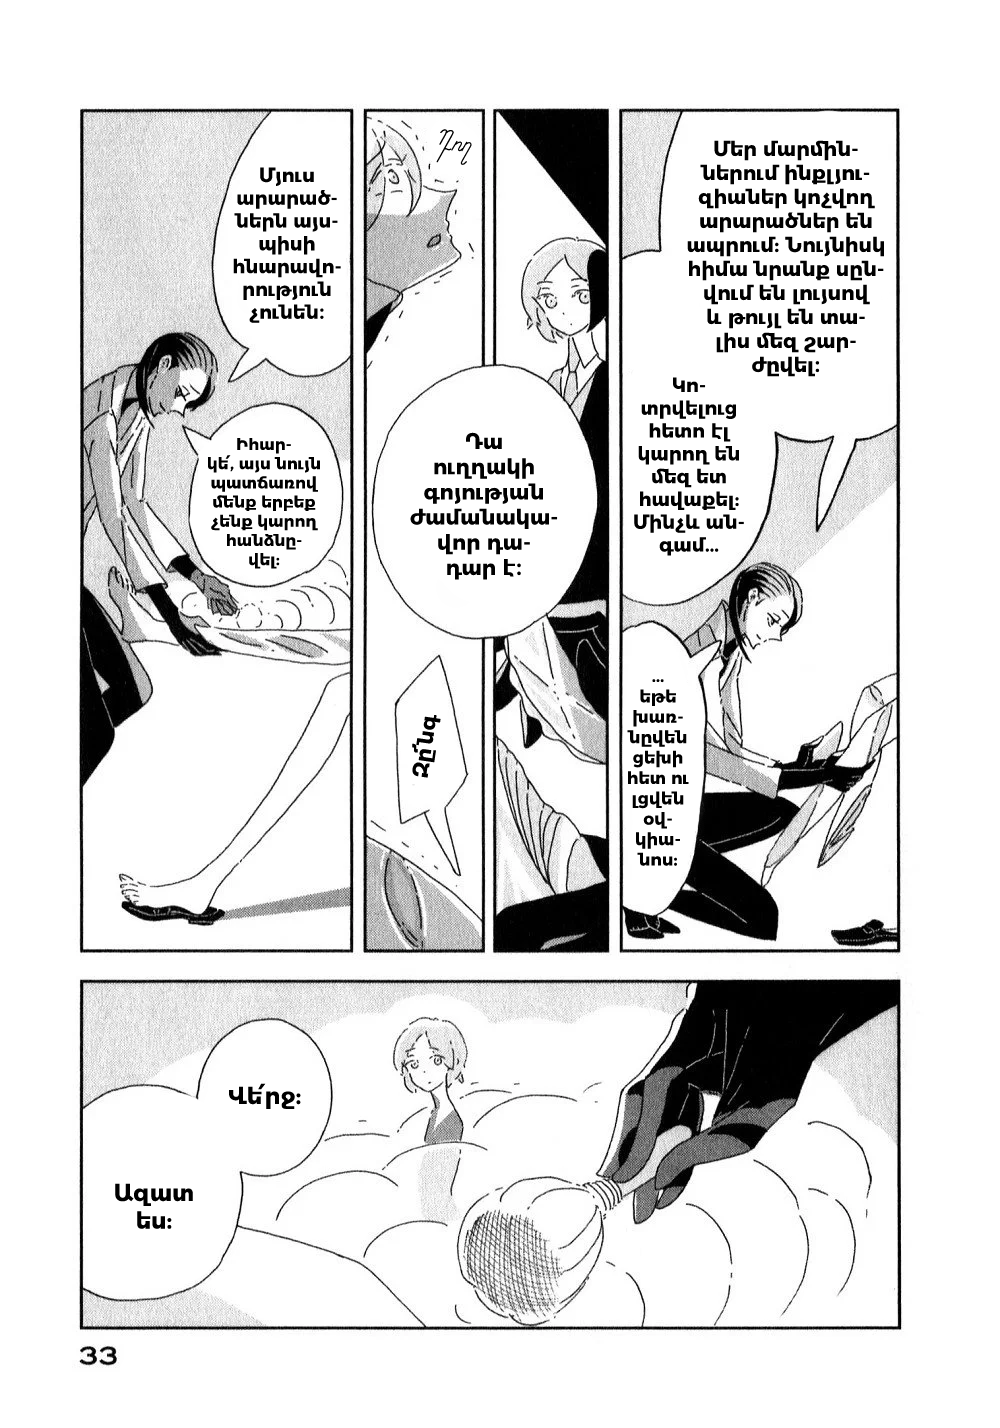 Մեր մարմին-
ներում ինքլյու-
զիաներ կոչվող
արարածներ են
ապրում։ Նույնիսկ
հիմա նրանք սըն-
վում են լույսով
և թույլ են տա-
լիս մեզ շար-
ժըվել։
Կո-
տրվելուց
հետո էլ
կարող են
մեզ ետ
հավաքել։
Մինչև ան-
գամ...
...
եթե
խառ-
նըվեն
ցեխի
հետ ու
լցվեն
օվ-
կիա-
նոս։
Դա
ուղղակի
գոյության
ժամանակա-
վոր դա-
դար է։
դող
Զը՜նգ
Մյուս
արարած-
ներն այս-
պիսի
հնարավո-
րություն
չունեն։
Իհար-
կե՛, այս նույն
պատճառով
մենք երբեք
չենք կարող
հանձնը-
վել։
Վե՛րջ։
Ազատ
ես։
33